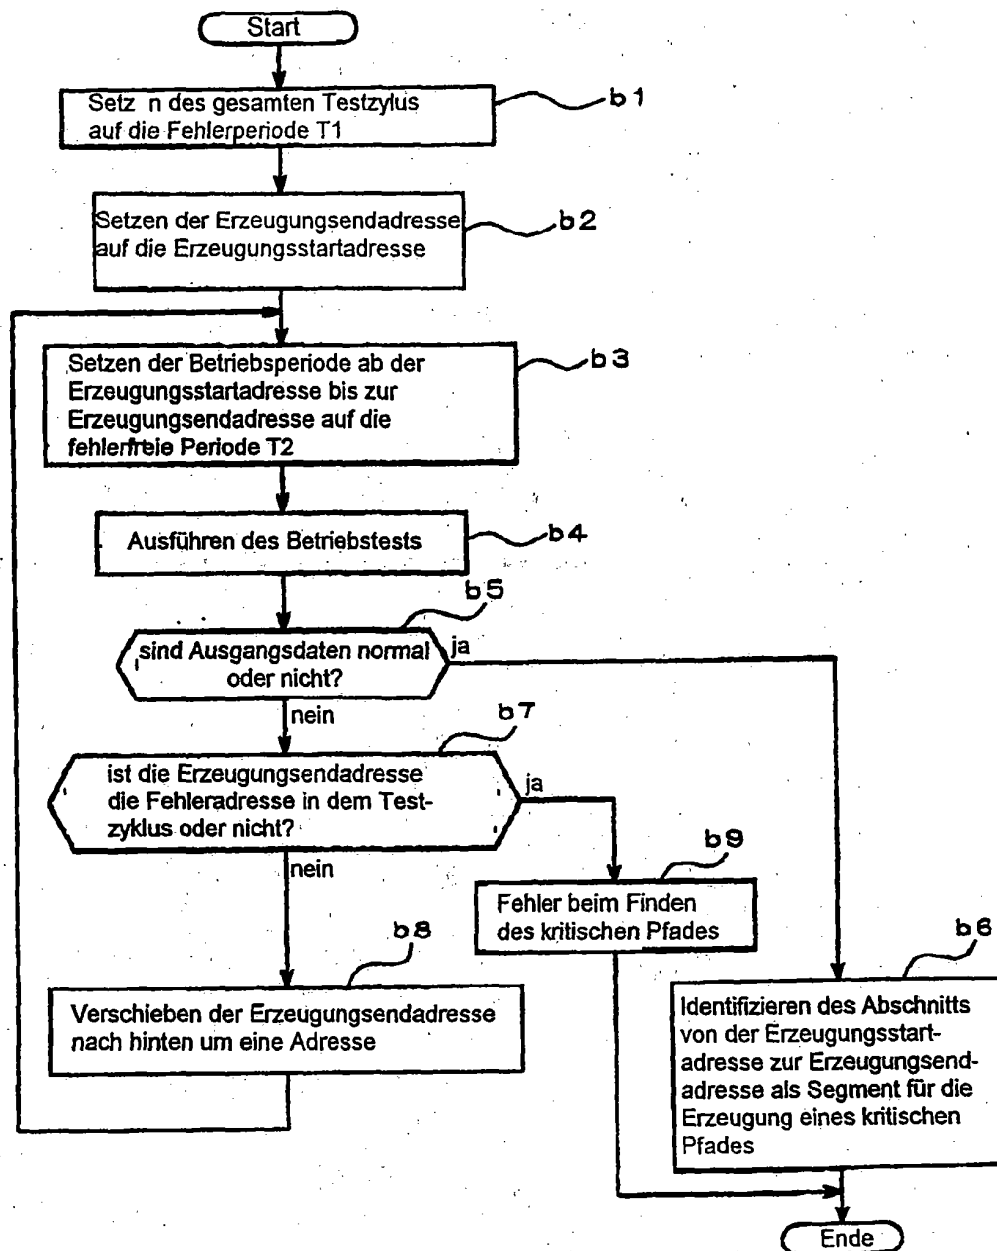 Start
Setz n des gesamten Testzylus
auf die Fehlerperiode T1
b1
Setzen der Erzeugungsendadresse
auf die Erzeugungsstartadresse
b2
Setzen der Betriebsperiode ab der
Erzeugungsstartadresse bis zur
Erzeugungsendadresse auf die
fehlerfreie Periode T2
b3
Ausführen des Betriebstests
b4
b5
sind Ausgangsdaten normal
oder nicht?
ja
nein
b7
ist die Erzeugungsendadresse
die Fehleradresse in dem Test-
zyklus oder nicht?
ja
nein
b9
Fehler beim Finden
des kritischen Pfades
b8
Verschieben der Erzeugungsendadresse
nach hinten um eine Adresse
b6
Identifizieren des Abschnitts
von der Erzeugungsstart-
adresse zur Erzeugungsend-
adresse als Segment für die
Erzeugung eines kritischen
Pfades
Ende